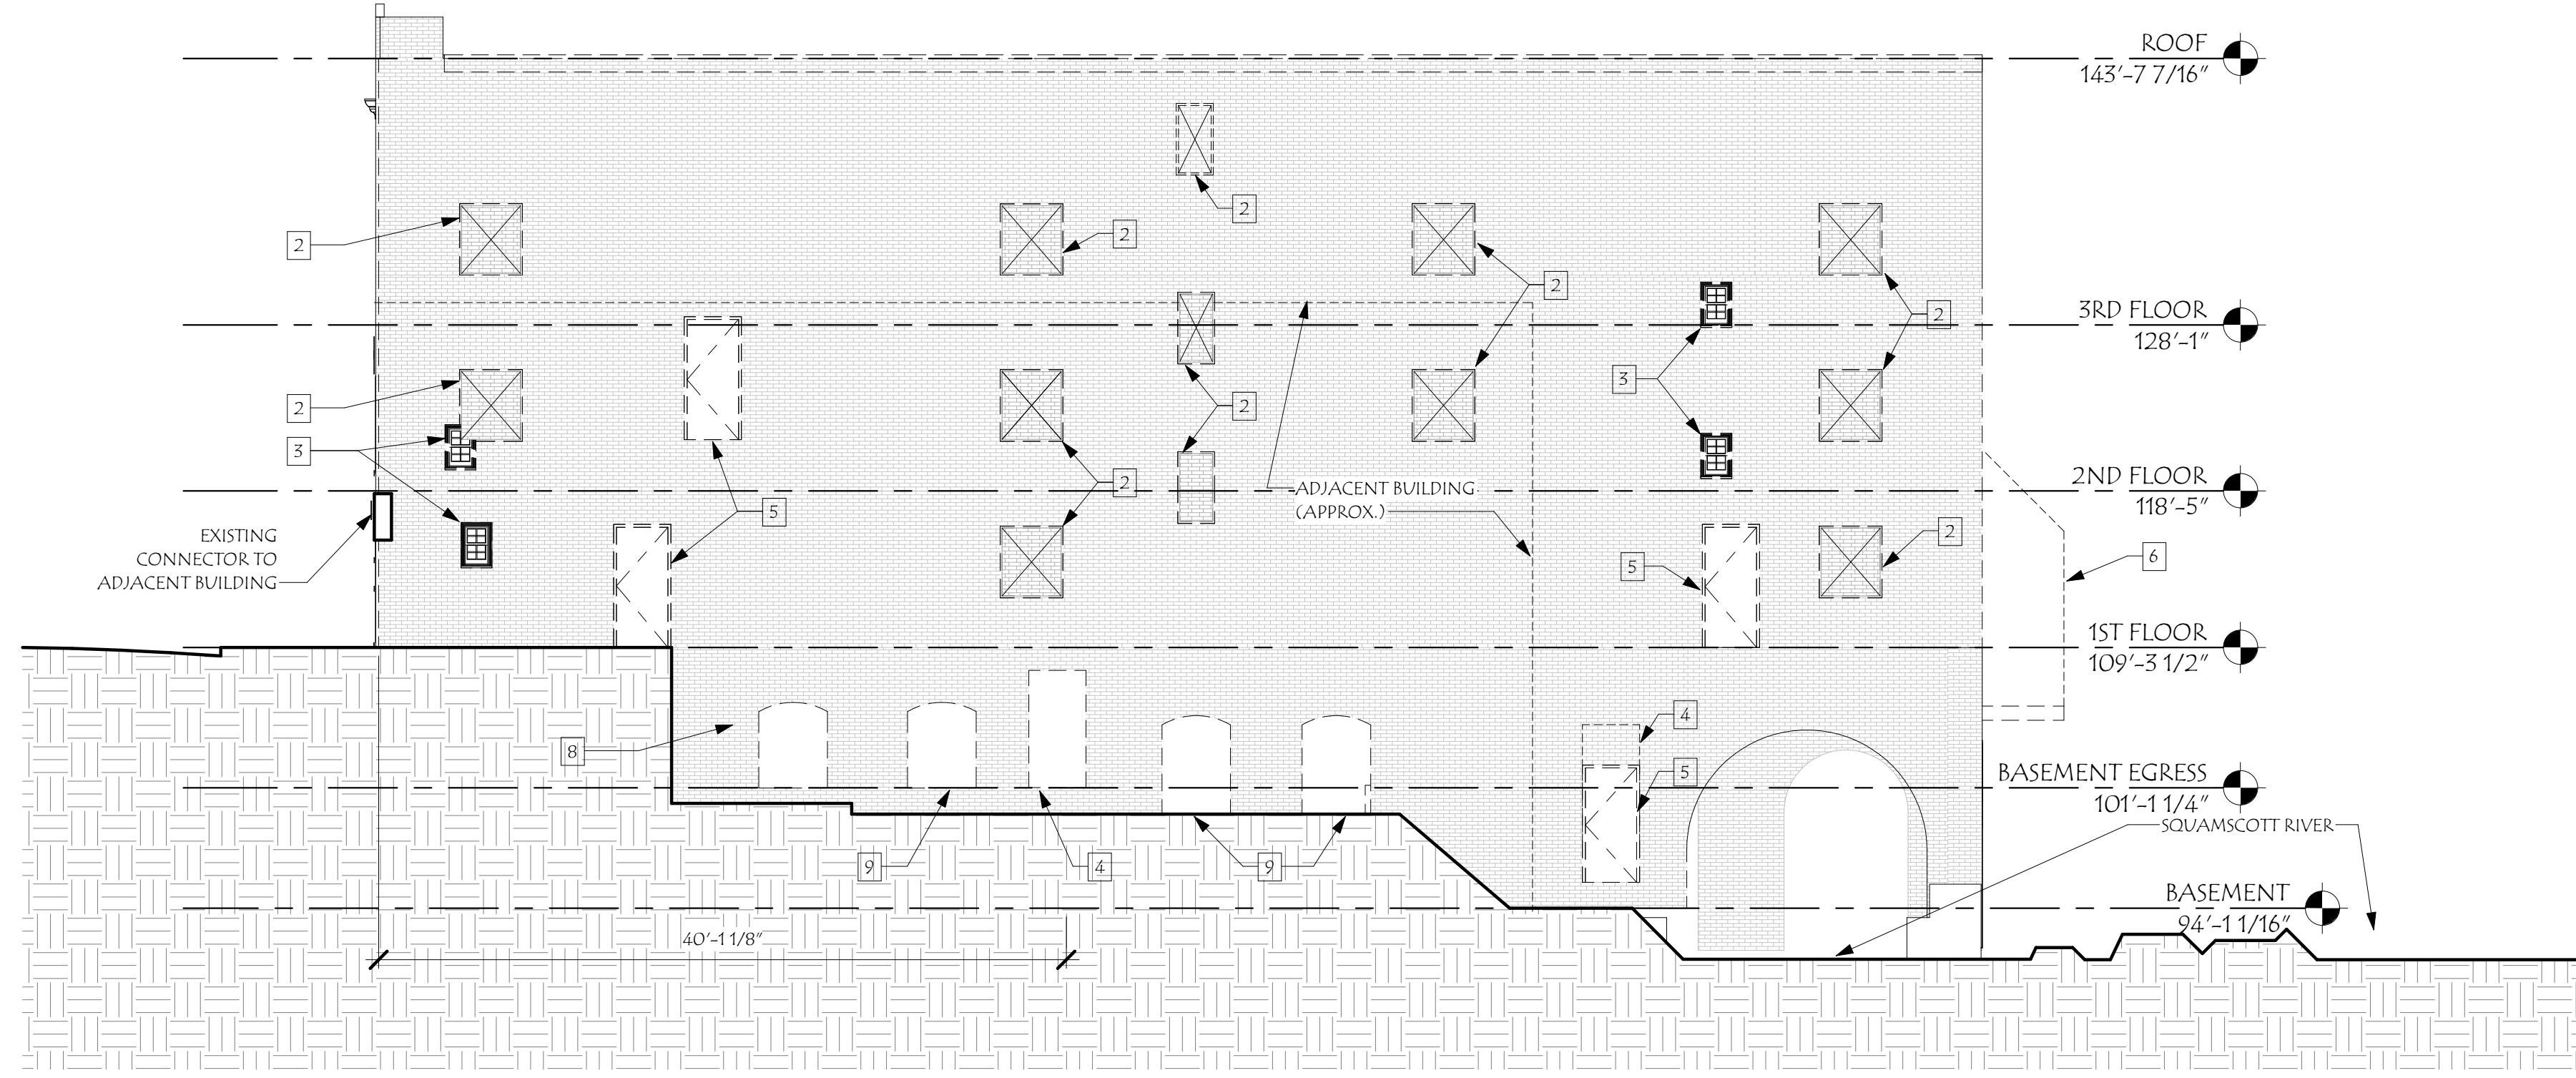 ROOF
143'-7 7/16"
2
2
2
2
2
3RD FLOOR
128'-1"
3
2
2
3
2
5
ADJACENT BUILDING
(APPROX.)
2ND FLOOR
118'-5"
EXISTING
CONNECTOR TO
ADJACENT BUILDING
2
5
6
1ST FLOOR
109'-3 1/2"
4
8
5
BASEMENT EGRESS
101'-1 1/4"
SQUAMSCOTT RIVER
9
4
9
BASEMENT
94'-1 1/16"
40'-1 1/8"